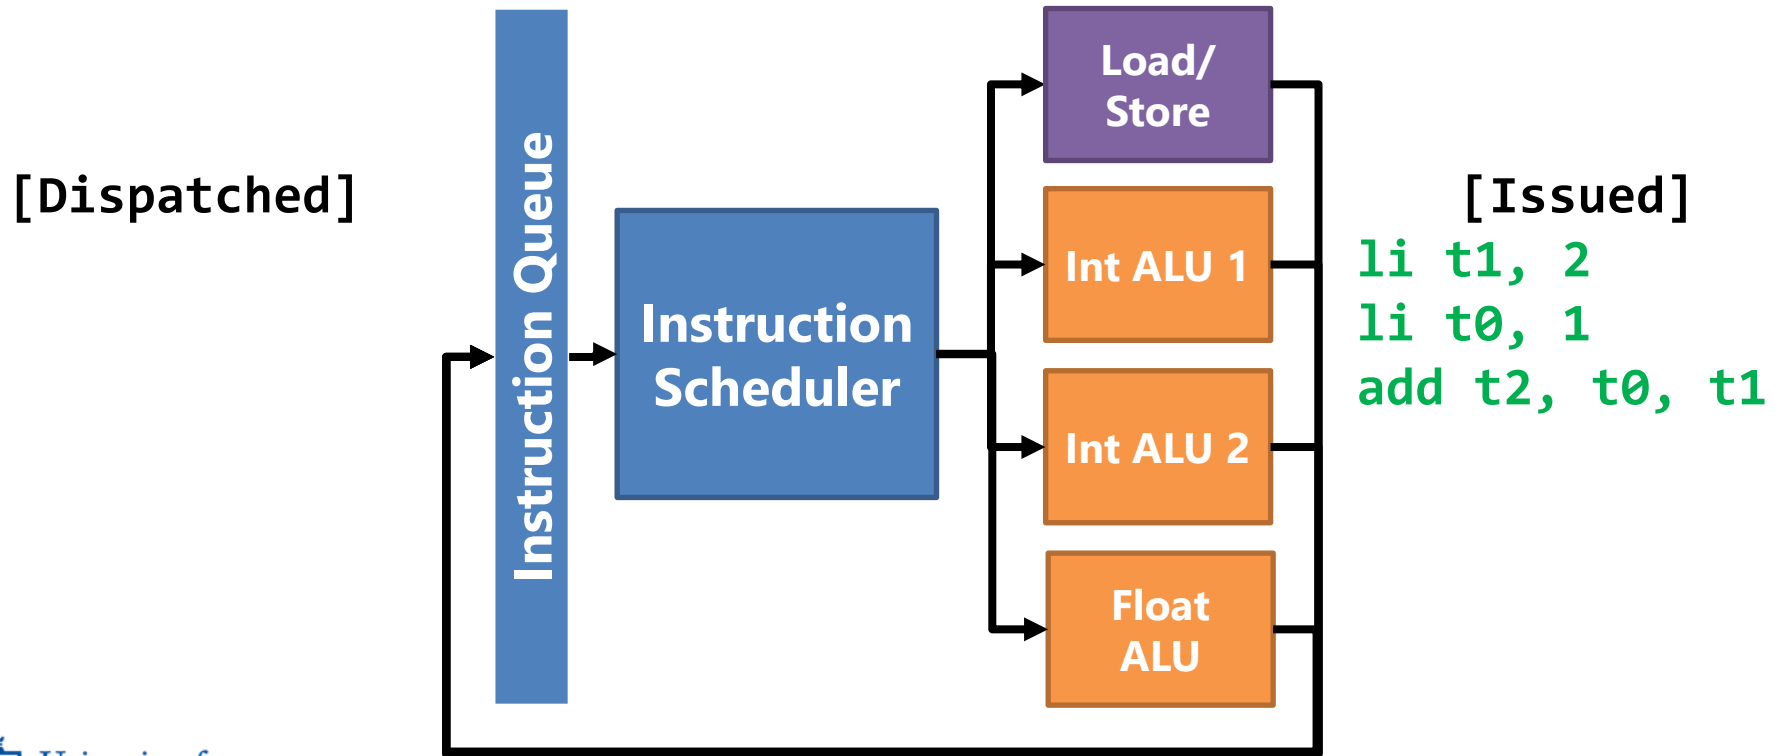 [Dispatched]
Instruction Queue
Instruction
Scheduler
Load/
Store
Int ALU 1
Int ALU 2
Float
ALU
[Issued]
li t1, 2
li t0, 1
add t2, t0, t1